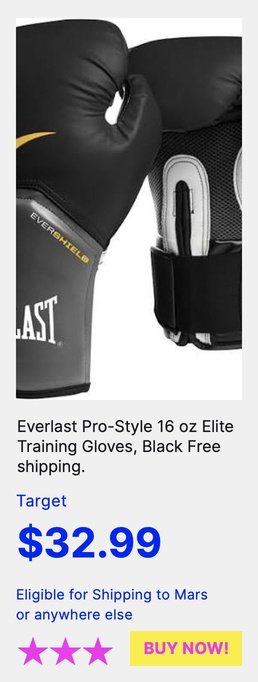 EVERSHIELD
LAST
Everlast Pro-Style 16 oz Elite
Training Gloves, Black Free
shipping.
Target
$32.99
Eligible for Shipping to Mars
or anywhere else
BUY NOW!